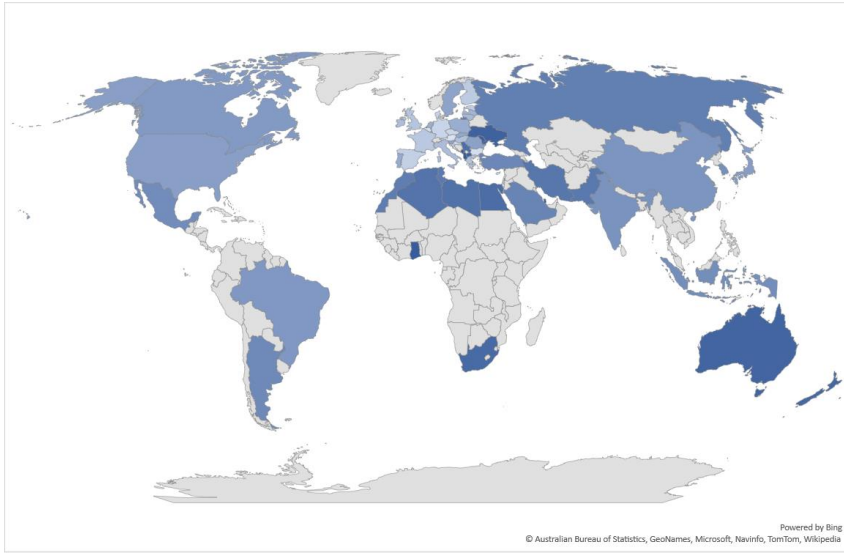 Powered by Bing
© Australian Bureau of Statistics, GeoNames, Microsoft, Navinfo, TomTom, Wikipedia